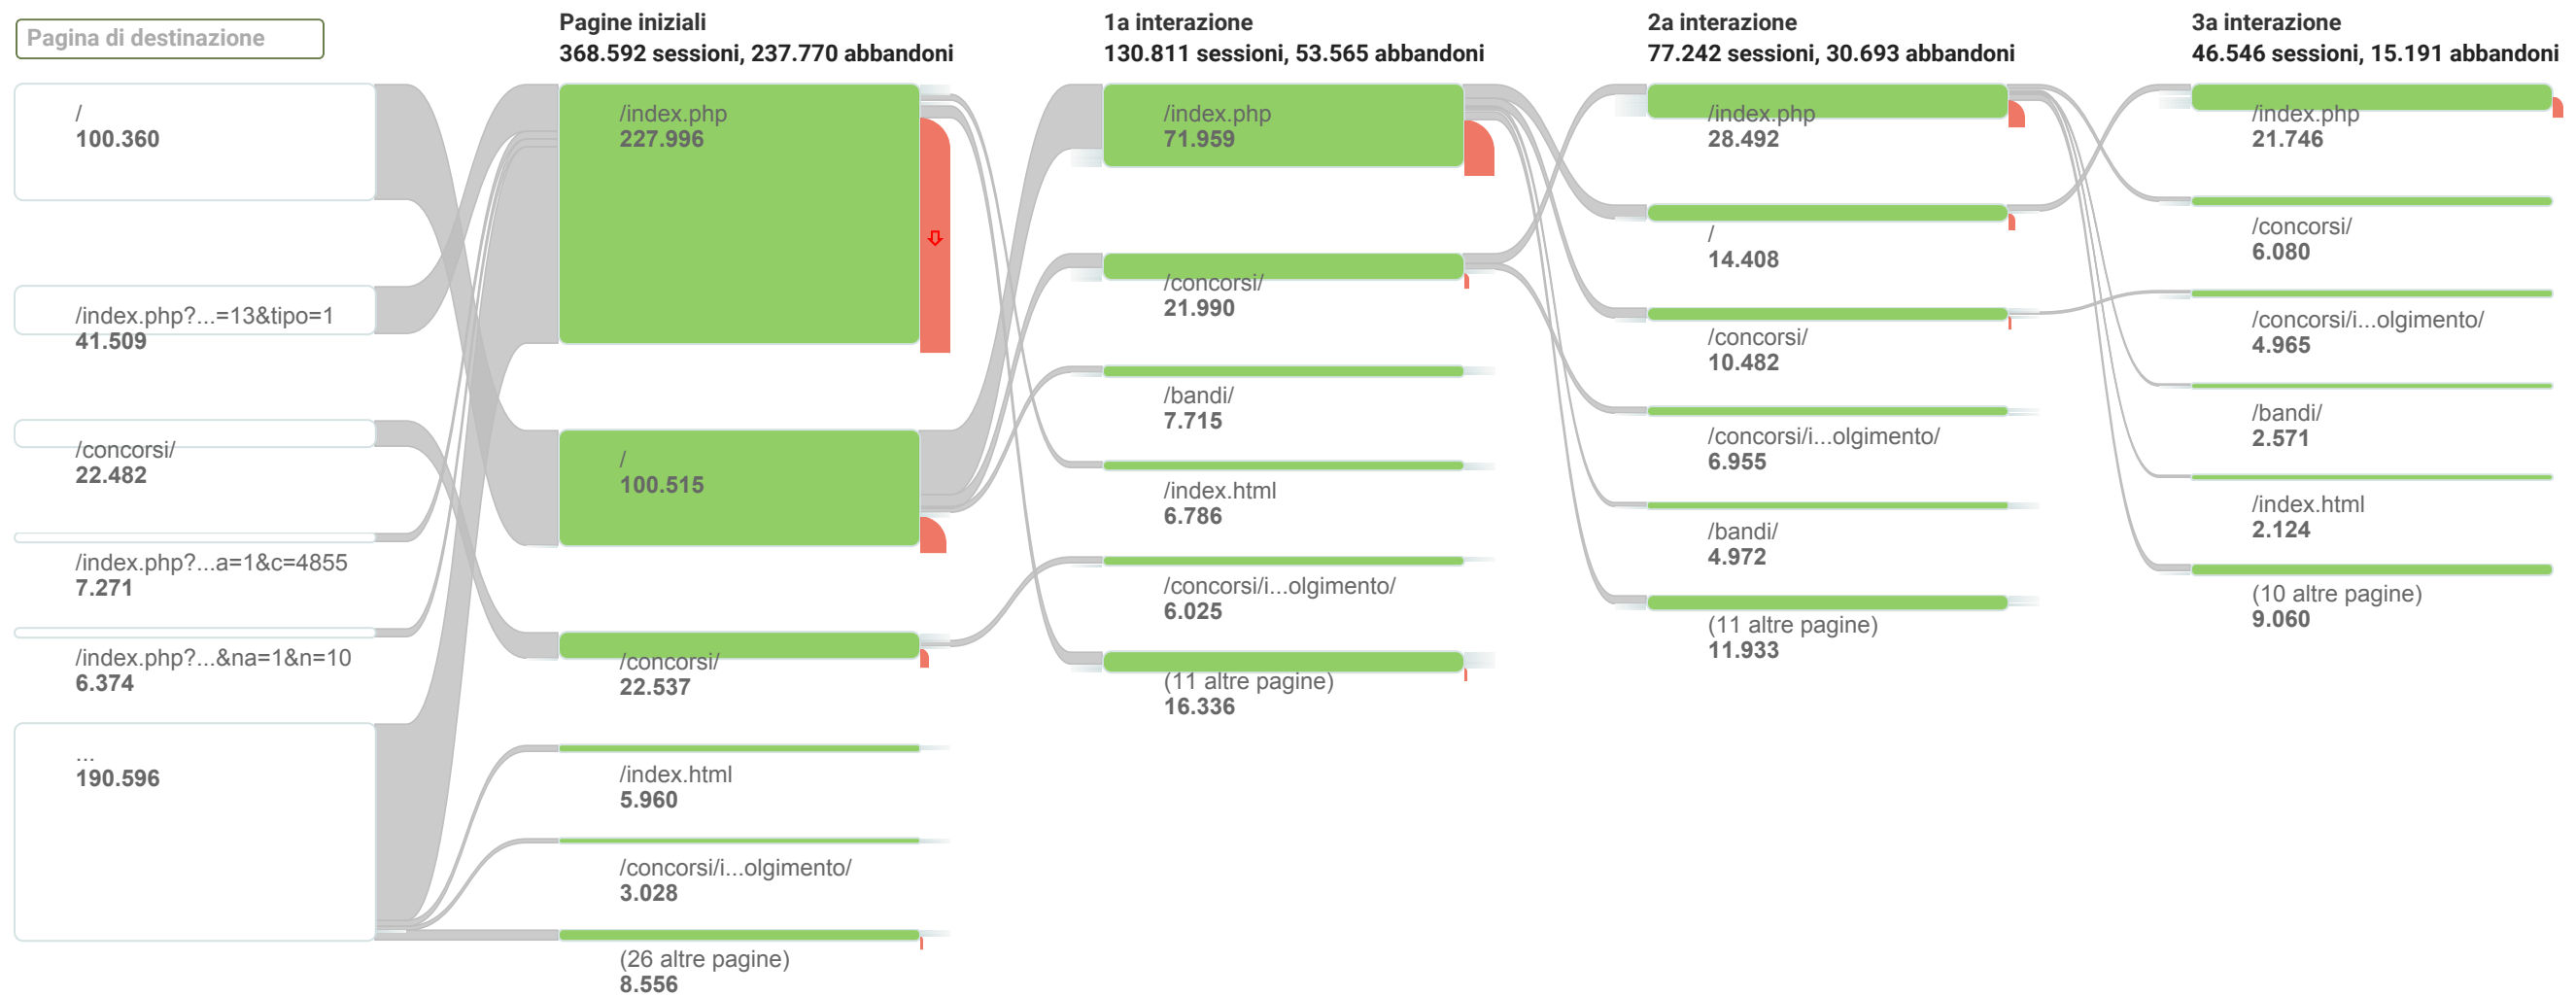 Pagina di destinazione
/
100.360
/index.php?...=13&tipo=1
41.509
/concorsi/
22.482
/index.php?...a=1&c=4855
7.271
/index.php?...&na=1&n=10
6.374
...
190.596
Pagine iniziali
368.592 sessioni, 237.770 abbandoni
/index.php
227.996
/
100.515
/concorsi/
22.537
/index.html
5.960
/concorsi/i...olgimento/
3.028
(26 altre pagine)
8.556
1a interazione
130.811 sessioni, 53.565 abbandoni
/index.php
71.959
/concorsi/
21.990
/bandi/
7.715
/index.html
6.786
/concorsi/i...olgimento/
6.025
(11 altre pagine)
16.336
2a interazione
77.242 sessioni, 30.693 abbandoni
/index.php
28.492
/
14.408
/concorsi/
10.482
/concorsi/i...olgimento/
6.955
/bandi/
4.972
(11 altre pagine)
11.933
3a interazione
46.546 sessioni, 15.191 abbandoni
/index.php
21.746
/concorsi/
6.080
/concorsi/i...olgimento/
4.965
/bandi/
2.571
/index.html
2.124
(10 altre pagine)
9.060